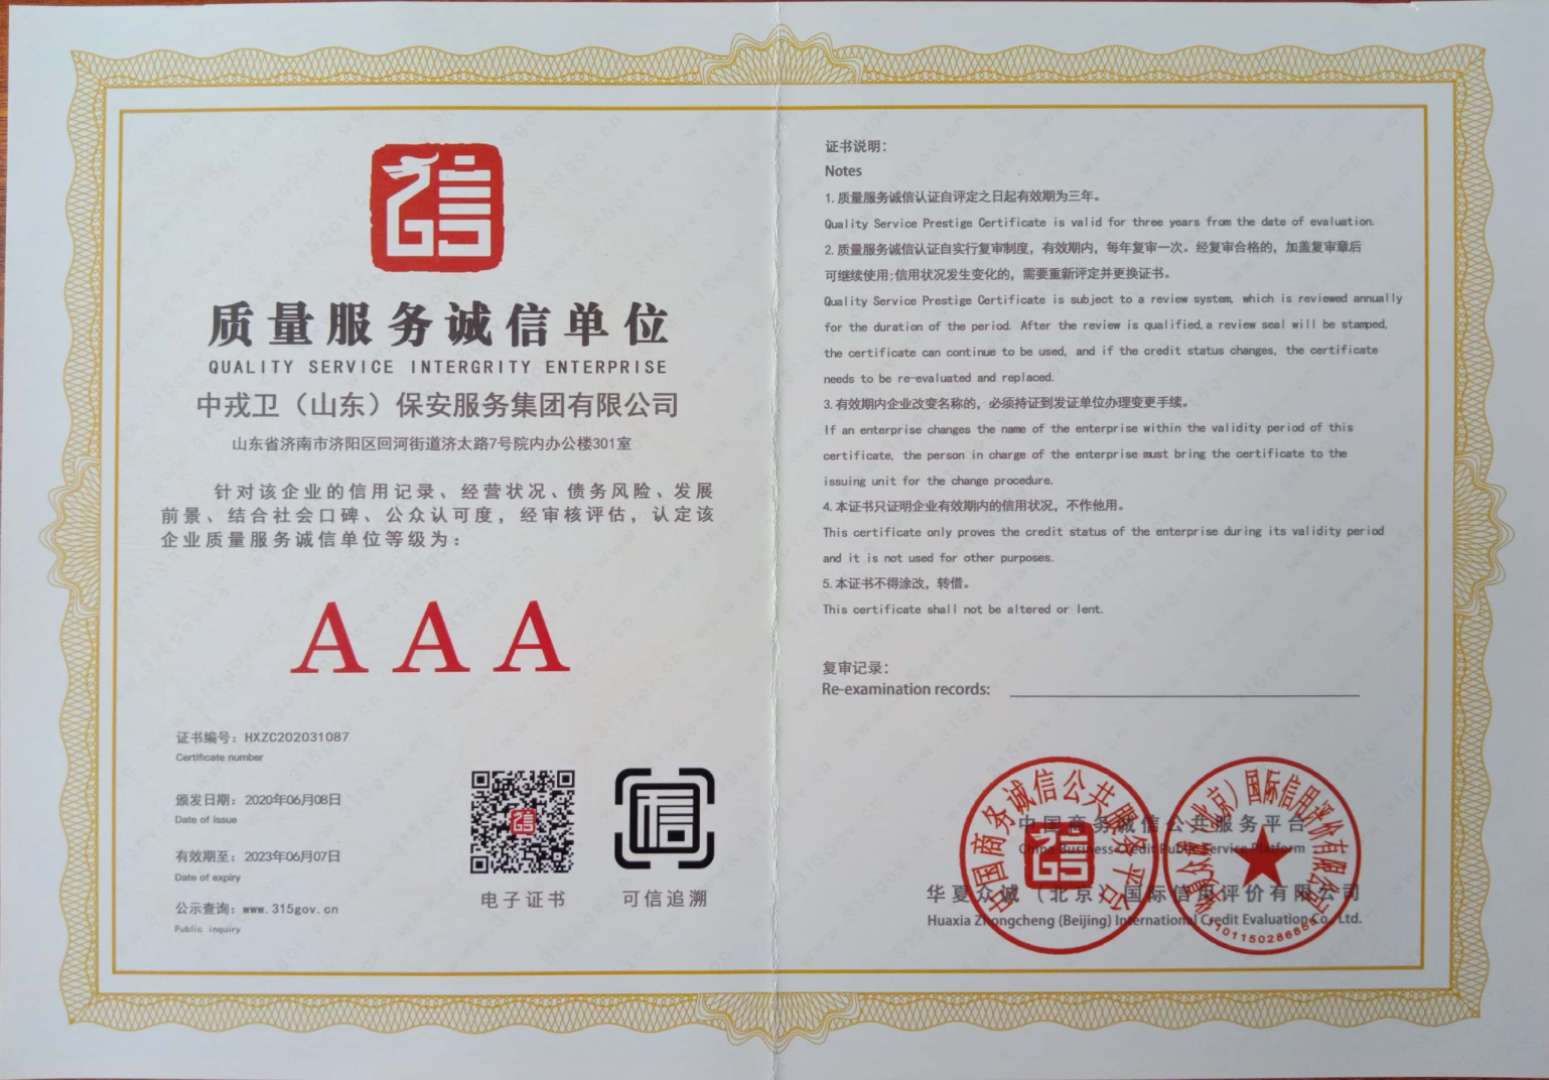 质量服务诚信单位
QUALITY SERVICE INTERGRITY ENTERPRISE
中戎卫（山东）保安服务集团有限公司
山东省济南市济阳区回河街道济太路7号院内办公楼301室
针对该企业的信用记录、经营状况、债务风险、发展
前景、结合社会口碑、公众认可度，经审核评估，认定该
企业质量服务诚信单位等级为：
AAA
证书编号：HXZC202031087
Certificate number
颁发日期：2020年06月08日
Date of issue
有效期至：2023年06月07日
Date of expiry
公示查询：www.315gov.cn
Public inquiry
电子证书
可信追溯
证书说明：
Notes
1. 质量服务诚信认证自评定之日起有效期为三年。
Quality Service Prestige Certificate is valid for three years from the date of evaluation.
2. 质量服务诚信认证自实行复审制度，有效期内，每年复审一次。经复审合格的，加盖复审章后
可继续使用;信用状况发生变化的，需要重新评定并更换证书。
Quality Service Prestige Certificate is subject to a review system, which is reviewed annually
for the duration of the period. After the review is qualified,a review seal will be stamped,
the certificate can continue to be used, and if the credit status changes, the certificate
needs to be re-evaluated and replaced.
3. 有效期内企业改变名称的，必须持证到发证单位办理变更手续。
If an enterprise changes the name of the enterprise within the validity period of this
certificate, the person in charge of the enterprise must bring the certificate to the
issuing unit for the change procedure.
4. 本证书只证明企业有效期内的信用状况，不作他用。
This certificate only proves the credit status of the enterprise during its validity period
and it is not used for other purposes.
5. 本证书不得涂改，转借。
This certificate shall not be altered or lent.
复审记录：
Re-examination records:
中国商务诚信公共服务平台
China Business Credit Public Service Platform
华夏众诚（北京）国际信用评价有限公司
Huaxia Zhongcheng (Beijing) International Credit Evaluation Co., Ltd.
中国商务诚信公共服务平台
华夏众诚（北京）国际信用评价有限公司